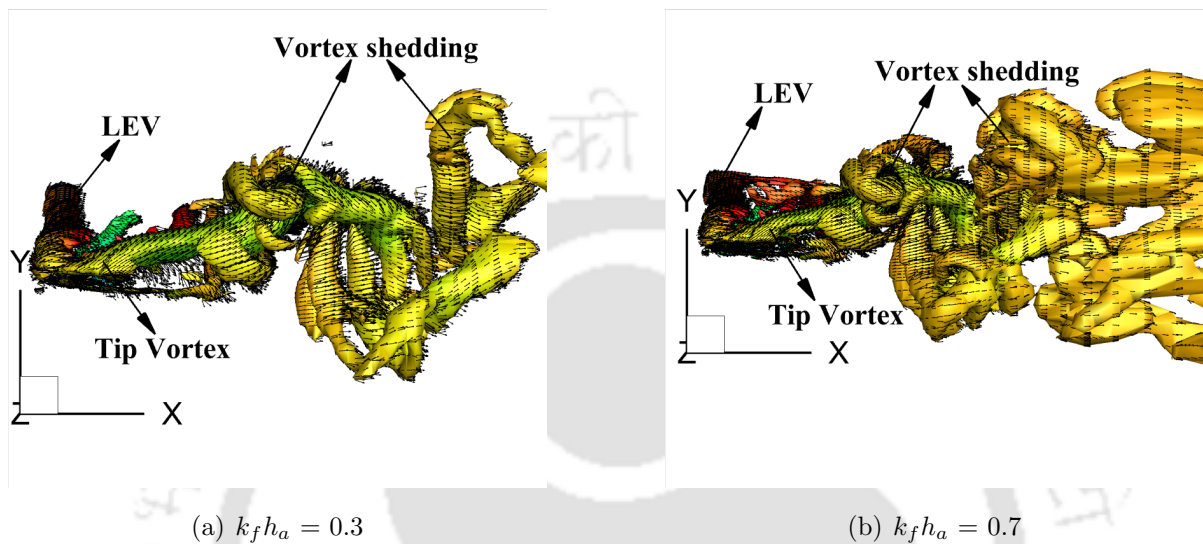 Vortex shedding
LEV
Tip Vortex
Y
Z
X
Vortex shedding
LEV
Tip Vortex
Y
Z
X
(a) k_f h_a = 0.3
(b) k_f h_a = 0.7